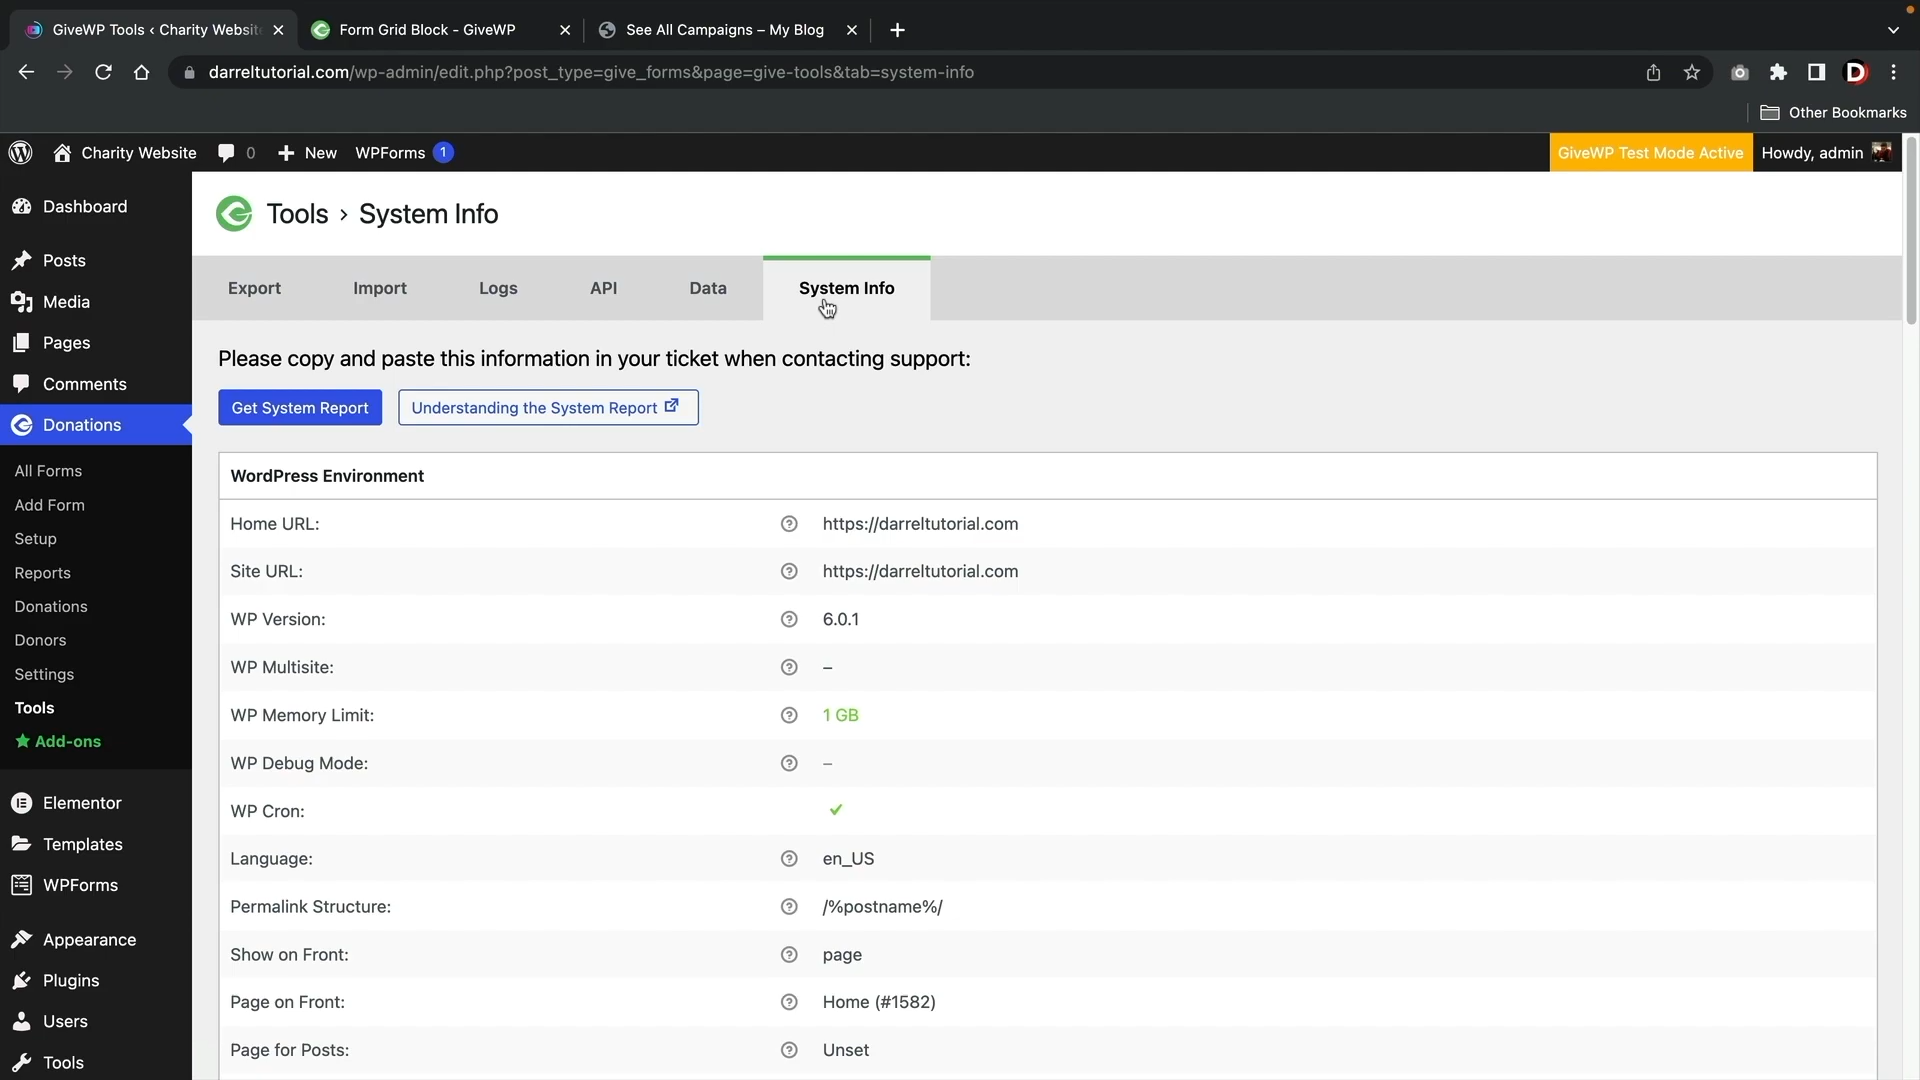 GiveWP Tools ‹ Charity Websit
Form Grid Block - GiveWP
See All Campaigns – My Blog
darreltutorial.com/wp-admin/edit.php?post_type=give_forms&page=give-tools&tab=system-info
Other Bookmarks
Charity Website
0
New
WPForms 1
GiveWP Test Mode Active
Howdy, admin
Dashboard
Posts
Media
Pages
Comments
Donations
All Forms
Add Form
Setup
Reports
Donations
Donors
Settings
Tools
Add-ons
Elementor
Templates
WPForms
Appearance
Plugins
Users
Tools
Tools › System Info
Export
Import
Logs
API
Data
System Info
Please copy and paste this information in your ticket when contacting support:
Get System Report
Understanding the System Report
WordPress Environment
Home URL: https://darreltutorial.com
Site URL: https://darreltutorial.com
WP Version: 6.0.1
WP Multisite: –
WP Memory Limit: 1 GB
WP Debug Mode: –
WP Cron: ✔
Language: en_US
Permalink Structure: /%postname%/
Show on Front: page
Page on Front: Home (#1582)
Page for Posts: Unset